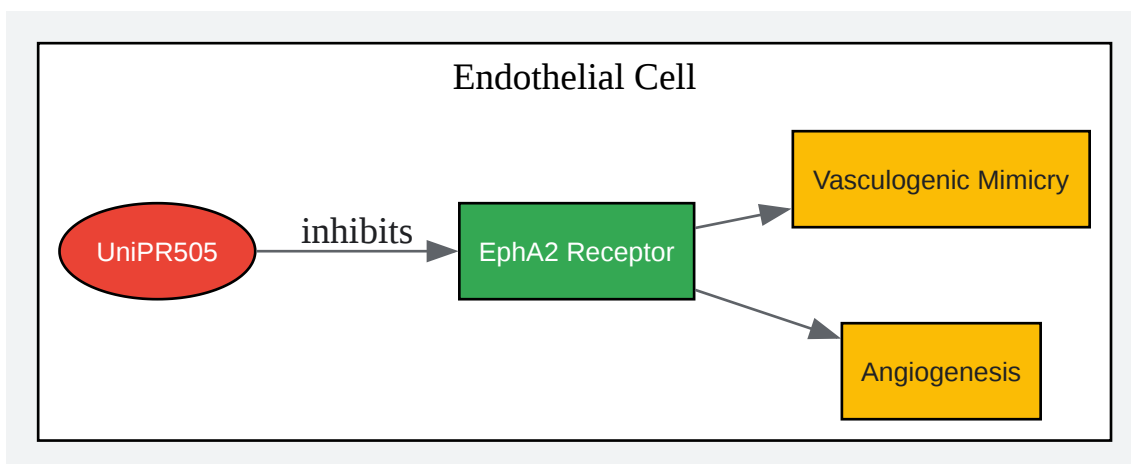 Endothelial Cell
Vasculogenic Mimicry
UniPR505
inhibits
EphA2 Receptor
Angiogenesis